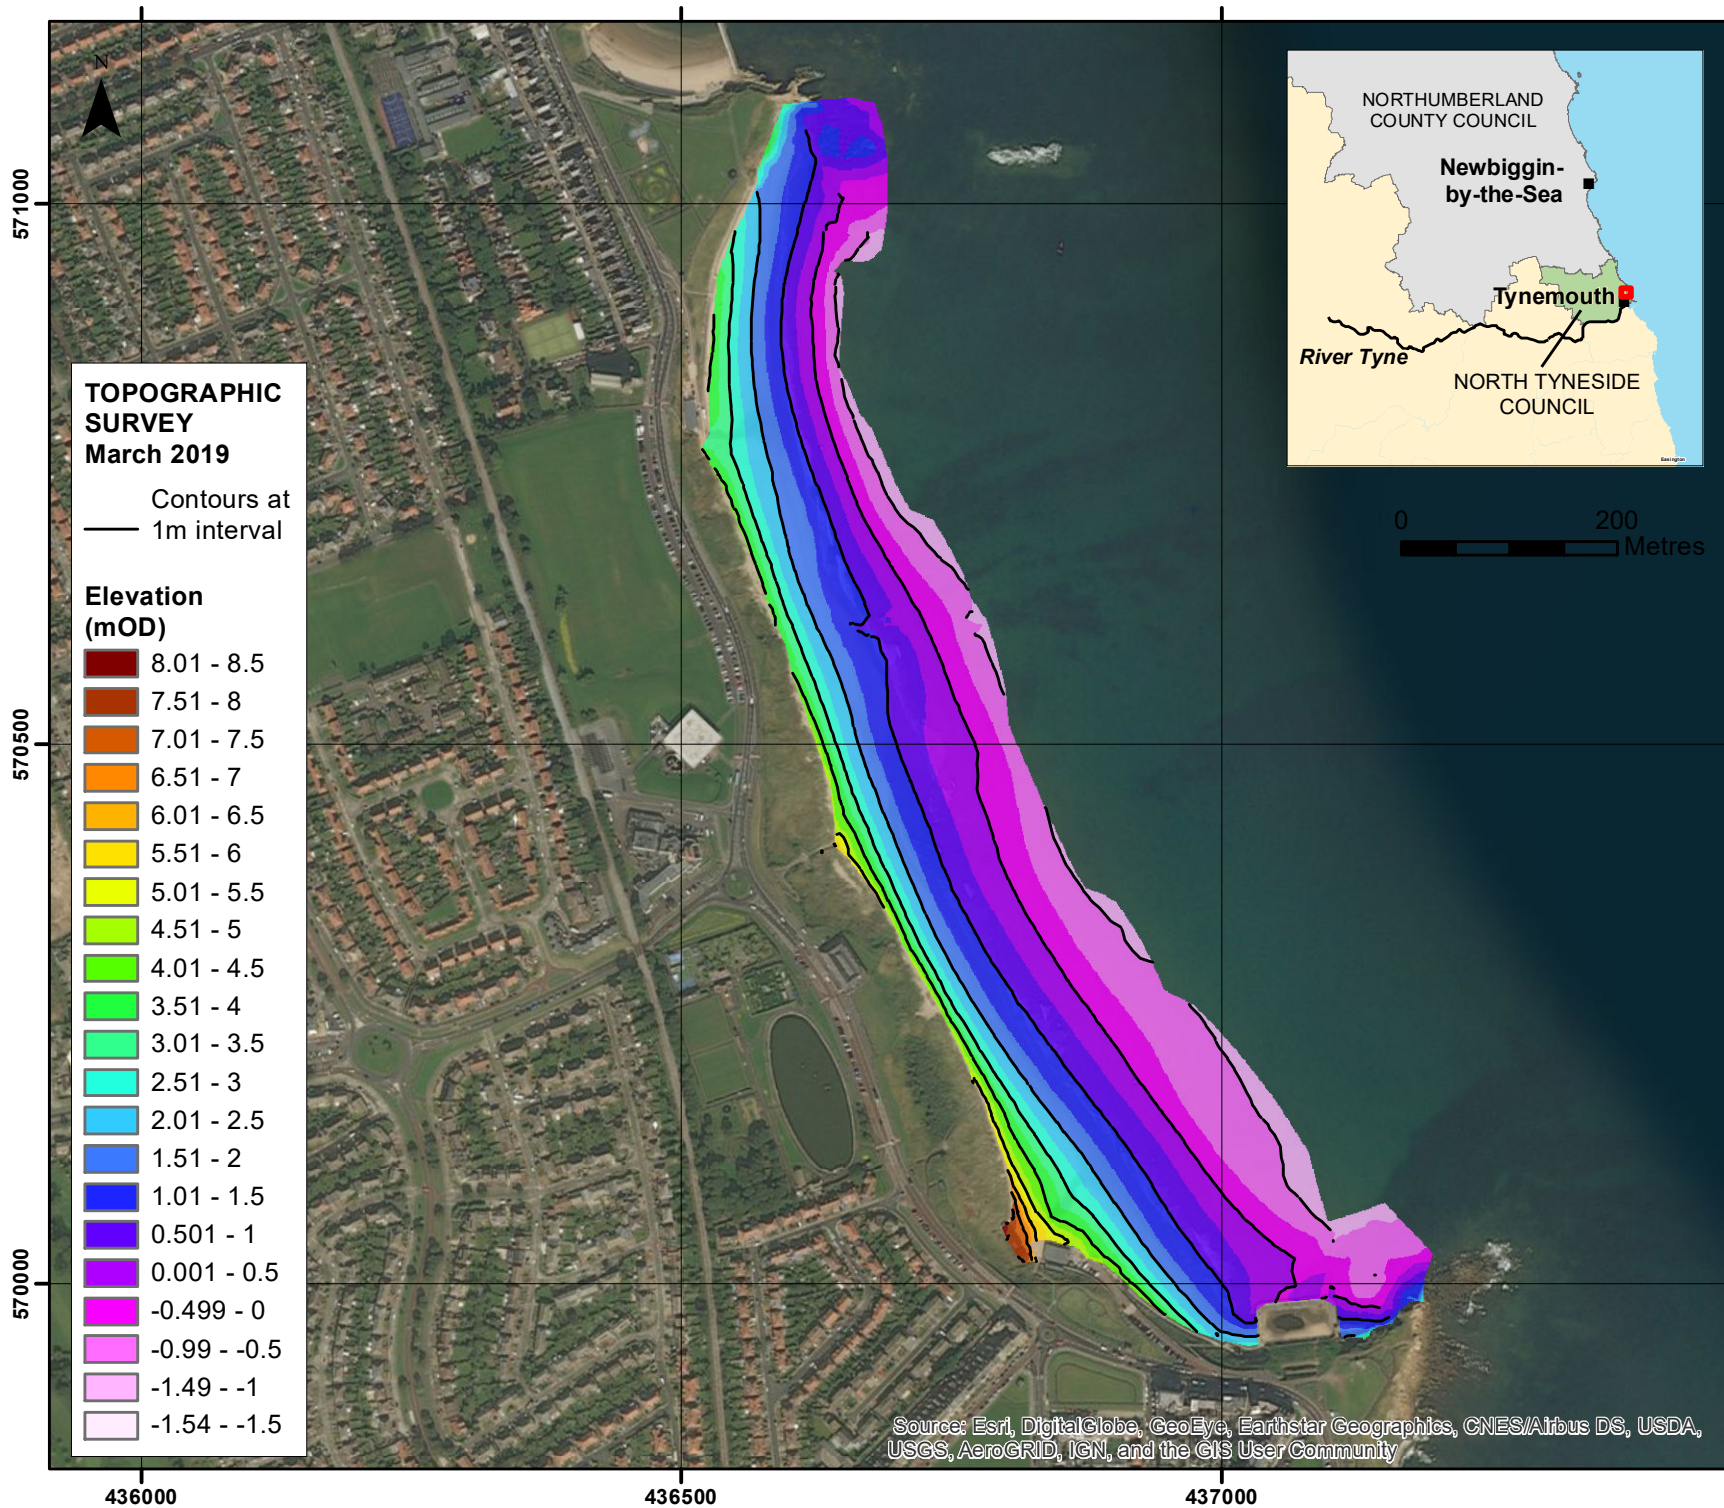 N
NORTHUMBERLAND
COUNTY COUNCIL
Newbiggin-
by-the-Sea
Tynemouth
River Tyne
NORTH TYNESIDE
COUNCIL
Easington
0 200
Metres
571000
570500
570000
TOPOGRAPHIC
SURVEY
March 2019
Contours at
1m interval
Elevation
(mOD)
8.01 - 8.5
7.51 - 8
7.01 - 7.5
6.51 - 7
6.01 - 6.5
5.51 - 6
5.01 - 5.5
4.51 - 5
4.01 - 4.5
3.51 - 4
3.01 - 3.5
2.51 - 3
2.01 - 2.5
1.51 - 2
1.01 - 1.5
0.501 - 1
0.001 - 0.5
-0.499 - 0
-0.99 - -0.5
-1.49 - -1
-1.54 - -1.5
Source: Esri, DigitalGlobe, GeoEye, Earthstar Geographics, CNES/Airbus DS, USDA,
USGS, AeroGRID, IGN, and the GIS User Community
436000 436500 437000